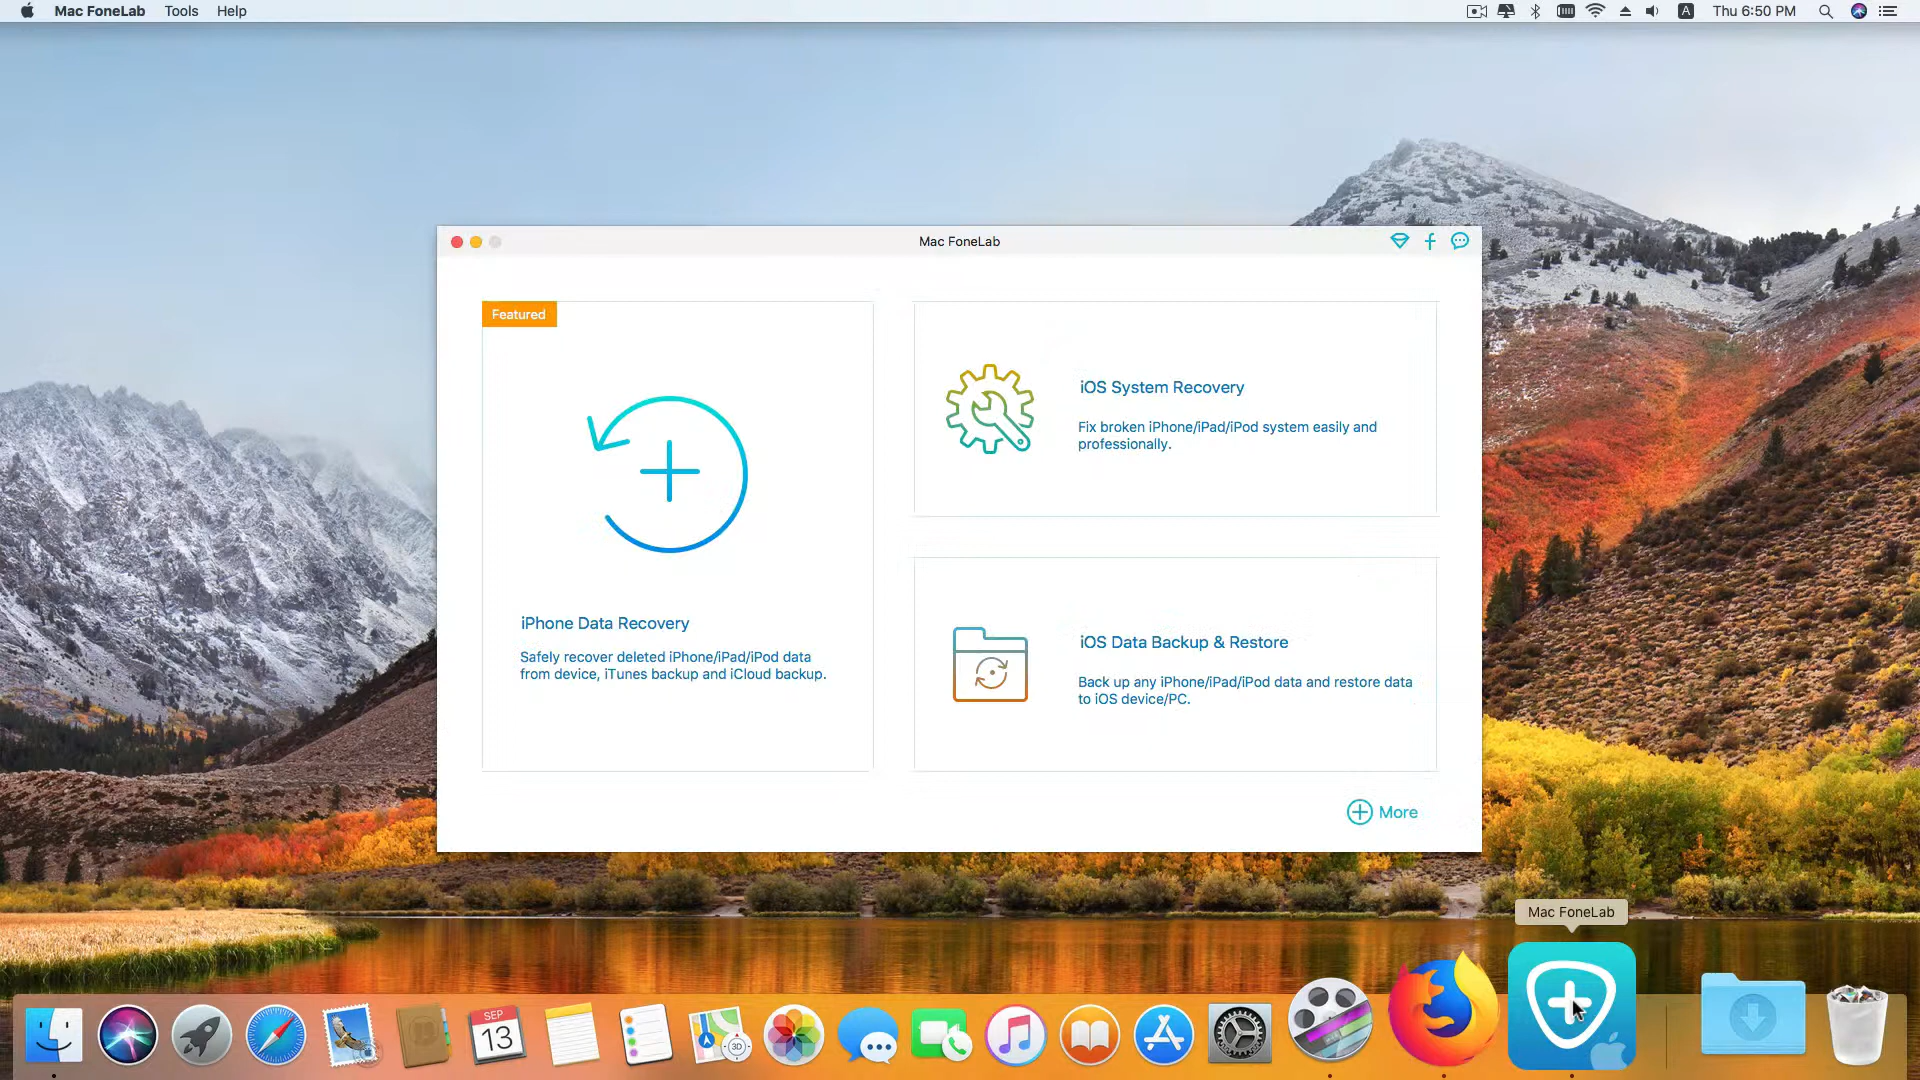 Mac FoneLab Tools Help
A Thu 6:50 PM
Mac FoneLab
Featured
iPhone Data Recovery
Safely recover deleted iPhone/iPad/iPod data
from device, iTunes backup and iCloud backup.
iOS System Recovery
Fix broken iPhone/iPad/iPod system easily and
professionally.
iOS Data Backup & Restore
Back up any iPhone/iPad/iPod data and restore data
to iOS device/PC.
More
Mac FoneLab
SEP
13
3D